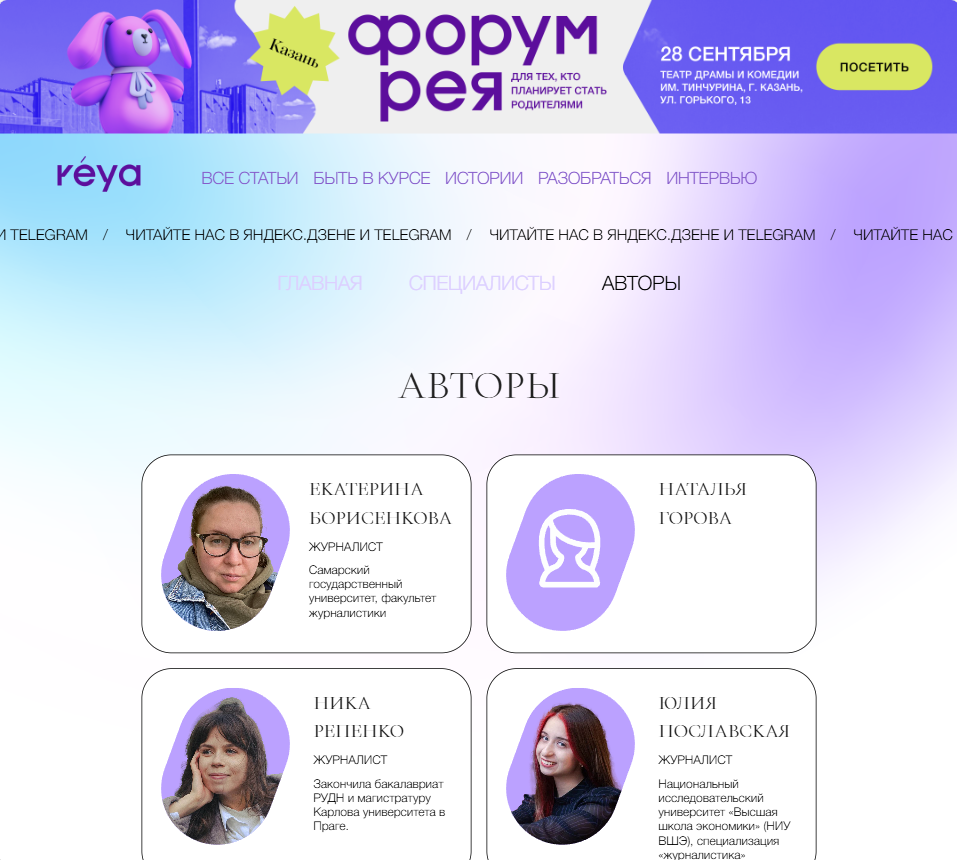 Казань
форум
рея
ДЛЯ ТЕХ, КТО
ПЛАНИРУЕТ СТАТЬ
РОДИТЕЛЯМИ
28 СЕНТЯБРЯ
ТЕАТР ДРАМЫ И КОМЕДИИ
ИМ. ТИНЧУРИНА, Г. КАЗАНЬ,
УЛ. ГОРЬКОГО, 13
ПОСЕТИТЬ
réya
ВСЕ СТАТЬИ БЫТЬ В КУРСЕ ИСТОРИИ РАЗОБРАТЬСЯ ИНТЕРВЬЮ
И TELEGRAM / ЧИТАЙТЕ НАС В ЯНДЕКС.ДЗЕНЕ И TELEGRAM / ЧИТАЙТЕ НАС В ЯНДЕКС.ДЗЕНЕ И TELEGRAM / ЧИТАЙТЕ НАС
ГЛАВНАЯ СПЕЦИАЛИСТЫ АВТОРЫ
АВТОРЫ
ЕКАТЕРИНА
БОРИСЕНКОВА
ЖУРНАЛИСТ
Самарский
государственный
университет, факультет
журналистики
НАТАЛЬЯ
ГОРОВА
НИКА
РЕПЕНКО
ЖУРНАЛИСТ
Закончила бакалавриат
РУДН и магистратуру
Карлова университета в
Праге.
ЮЛИЯ
ПОСЛАВСКАЯ
ЖУРНАЛИСТ
Национальный
исследовательский
университет «Высшая
школа экономики» (НИУ
ВШЭ), специализация
«журналистика»